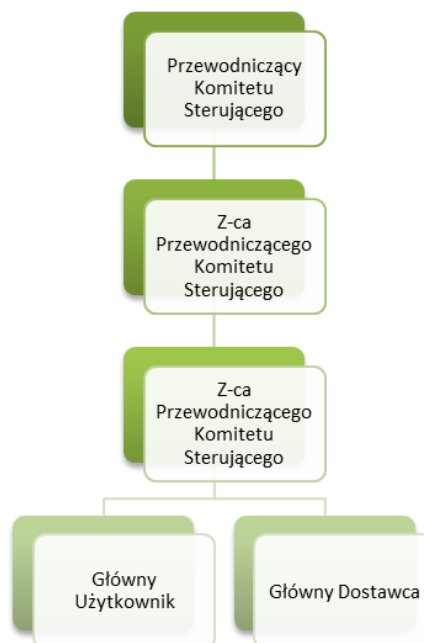 Przewodniczący
Komitetu
Sterującego
Z-ca
Przewodniczącego
Komitetu
Sterującego
Z-ca
Przewodniczącego
Komitetu
Sterującego
Główny
Użytkownik
Główny Dostawca